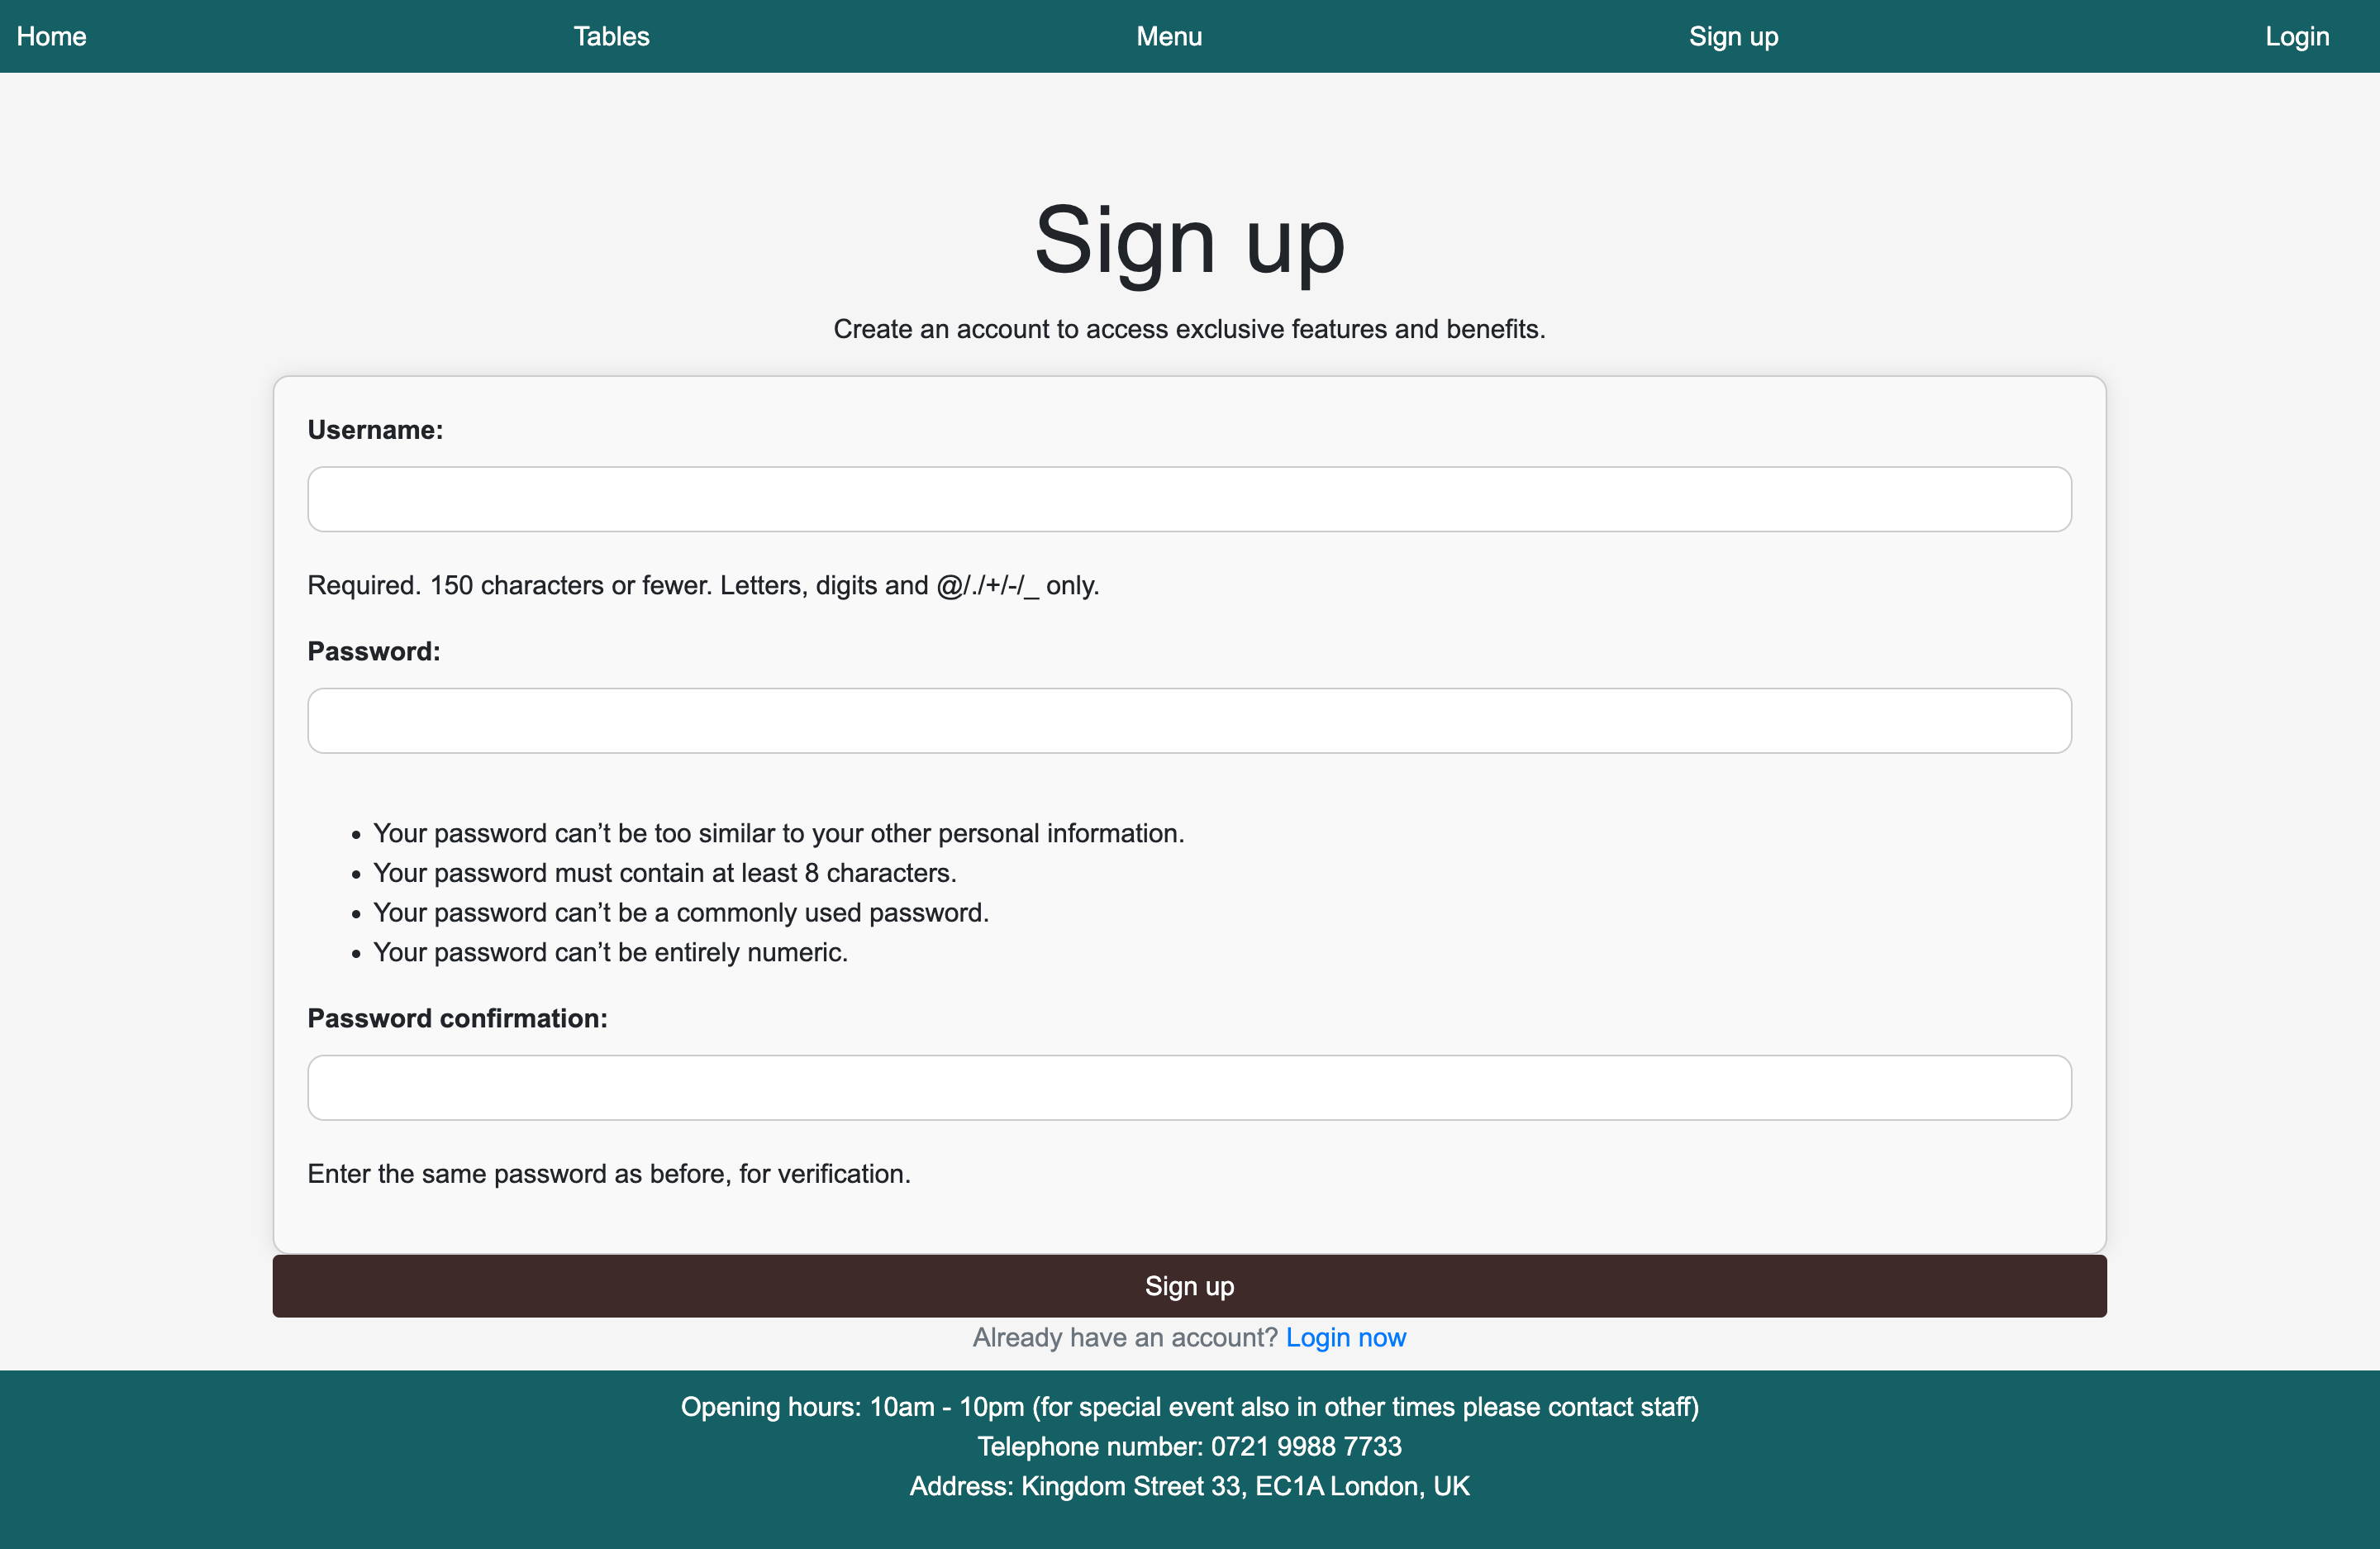 Home Tables Menu Sign up Login
Sign up
Create an account to access exclusive features and benefits.
Username:
Required. 150 characters or fewer. Letters, digits and @/./+/-/_ only.
Password:
• Your password can’t be too similar to your other personal information.
• Your password must contain at least 8 characters.
• Your password can’t be a commonly used password.
• Your password can’t be entirely numeric.
Password confirmation:
Enter the same password as before, for verification.
Sign up
Already have an account? Login now
Opening hours: 10am - 10pm (for special event also in other times please contact staff)
Telephone number: 0721 9988 7733
Address: Kingdom Street 33, EC1A London, UK